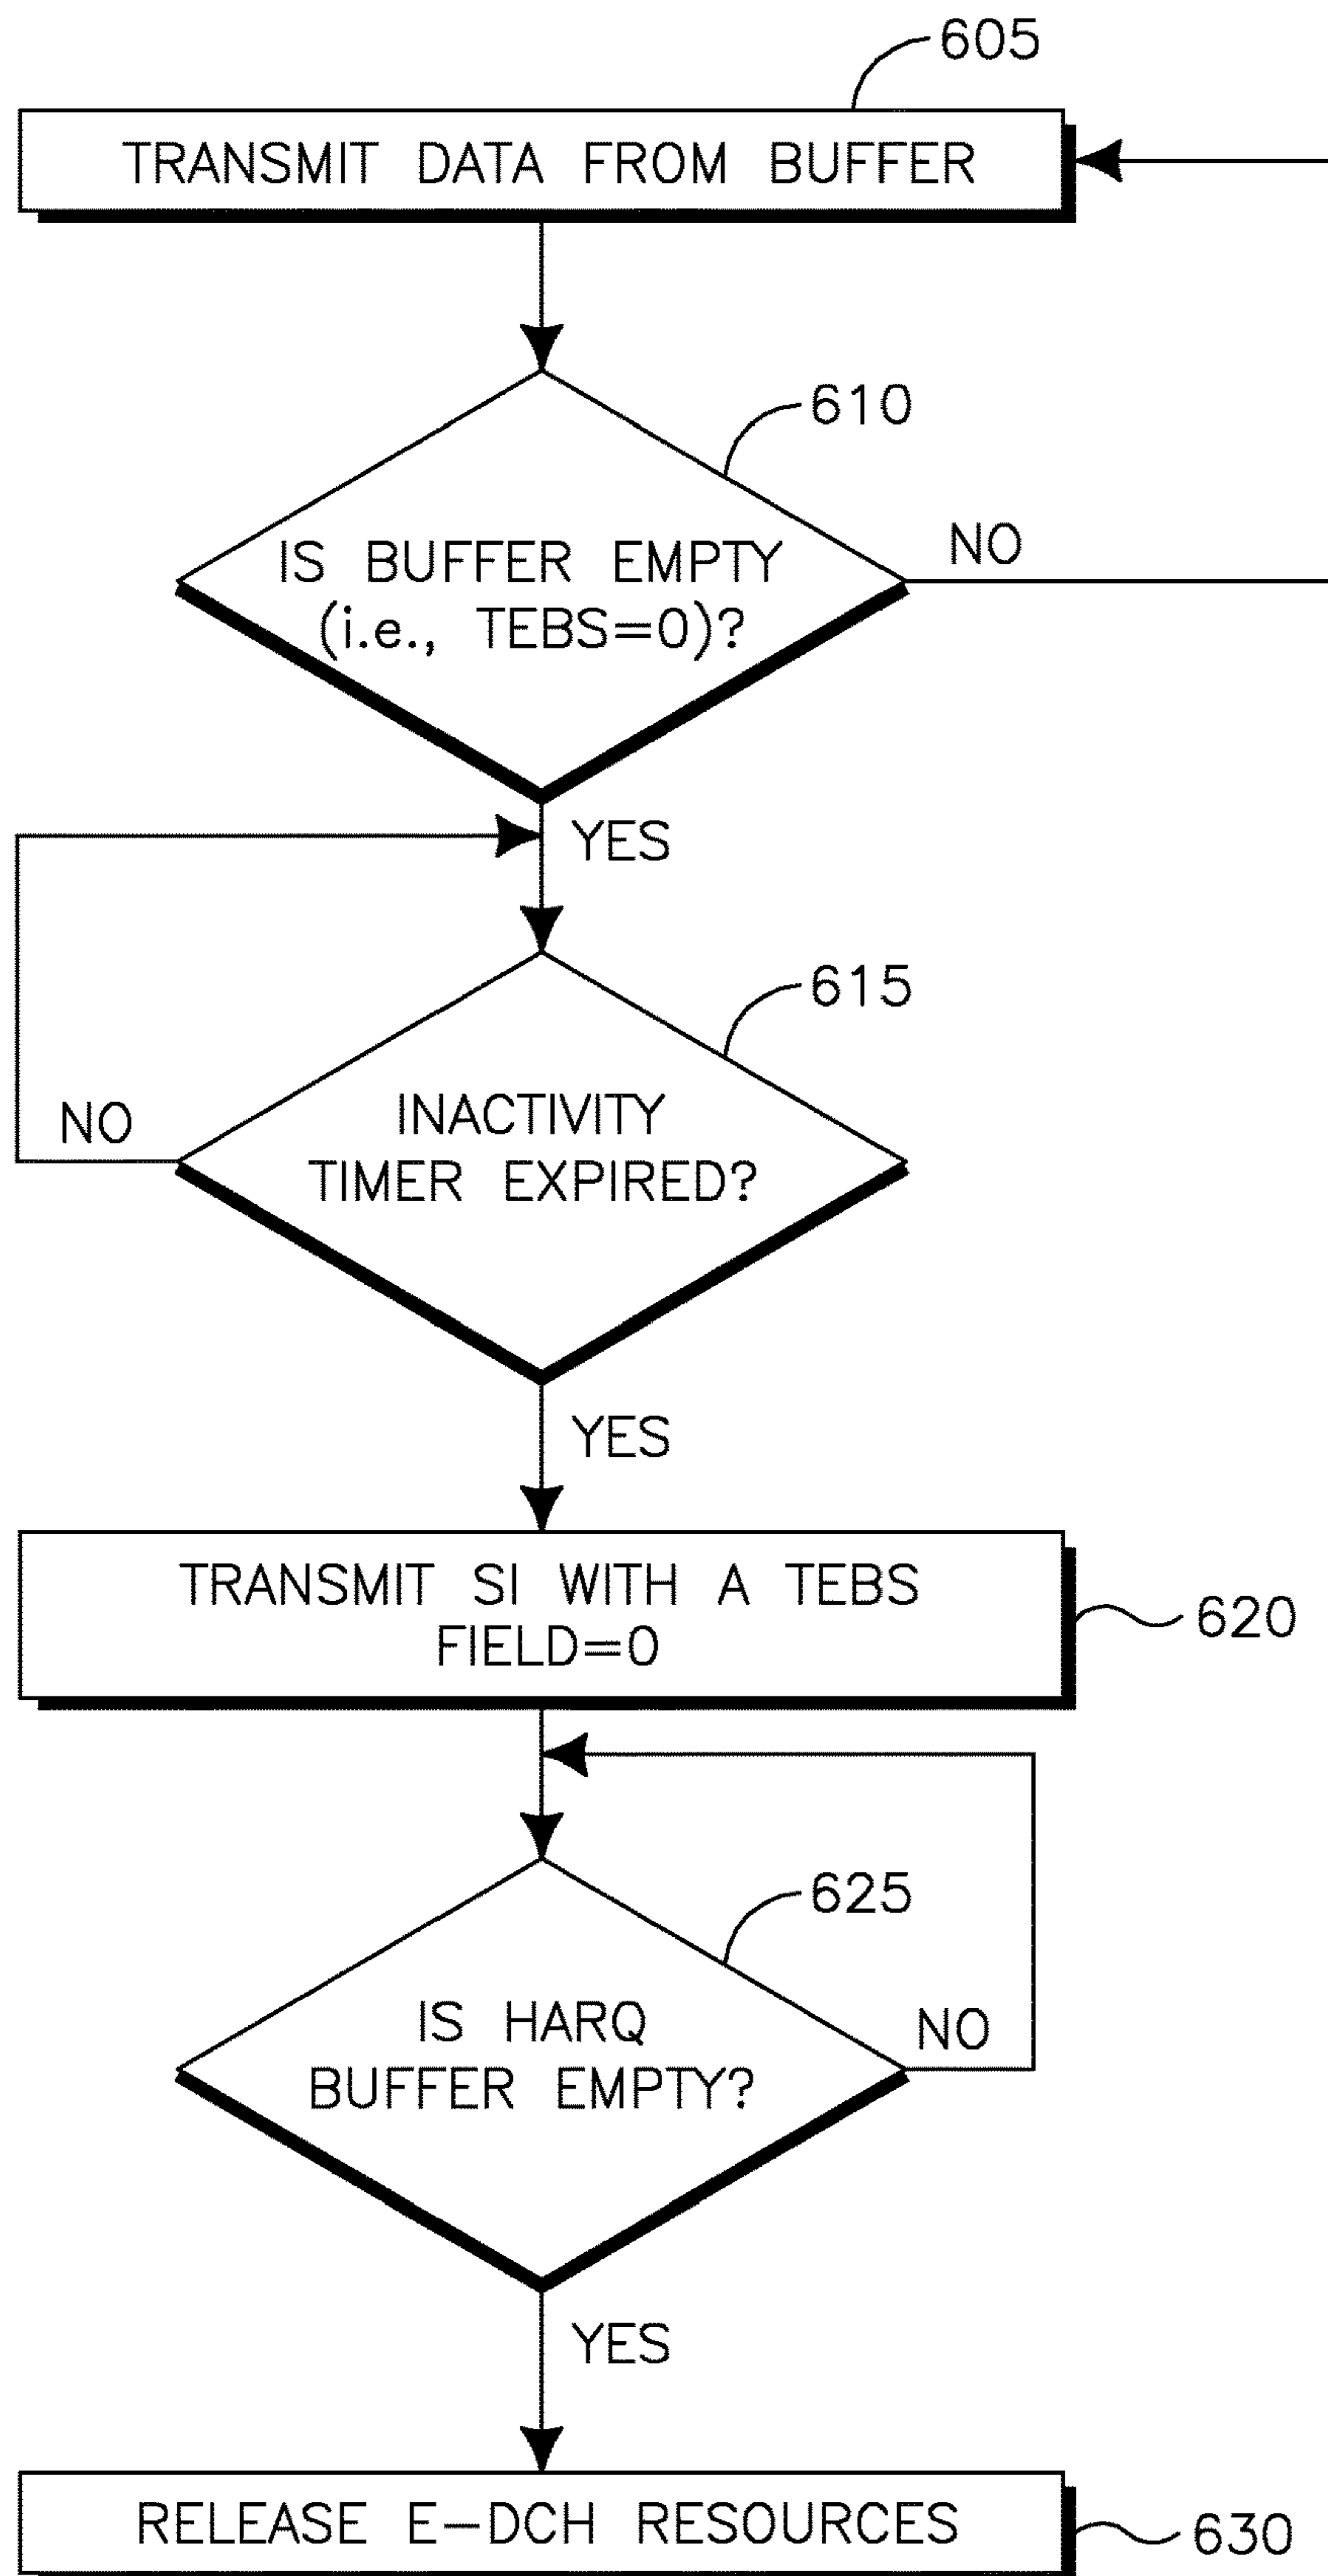 605
TRANSMIT DATA FROM BUFFER
610
IS BUFFER EMPTY
(i.e., TEBS=0)?
NO
YES
615
INACTIVITY
TIMER EXPIRED?
NO
YES
TRANSMIT SI WITH A TEBS
FIELD=0
620
625
IS HARQ
BUFFER EMPTY?
NO
YES
RELEASE E-DCH RESOURCES
630